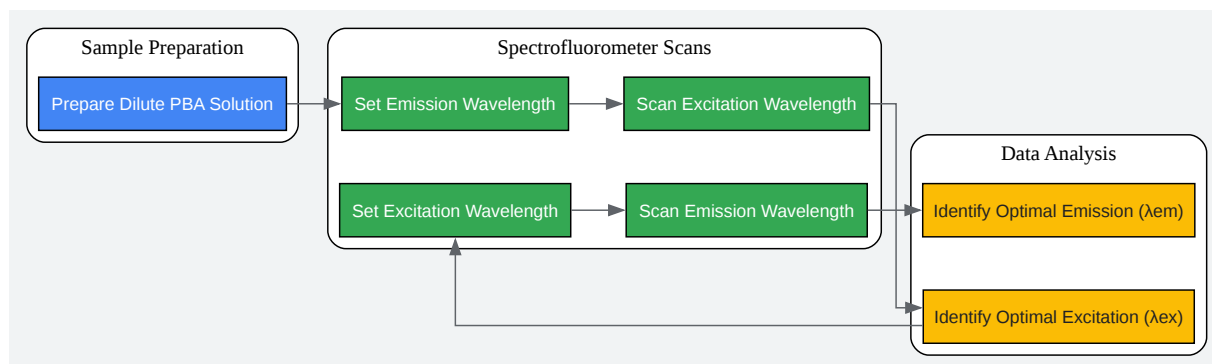 Sample Preparation
Prepare Dilute PBA Solution
Spectrofluorometer Scans
Set Emission Wavelength
Scan Excitation Wavelength
Set Excitation Wavelength
Scan Emission Wavelength
Data Analysis
Identify Optimal Emission (λem)
Identify Optimal Excitation (λex)